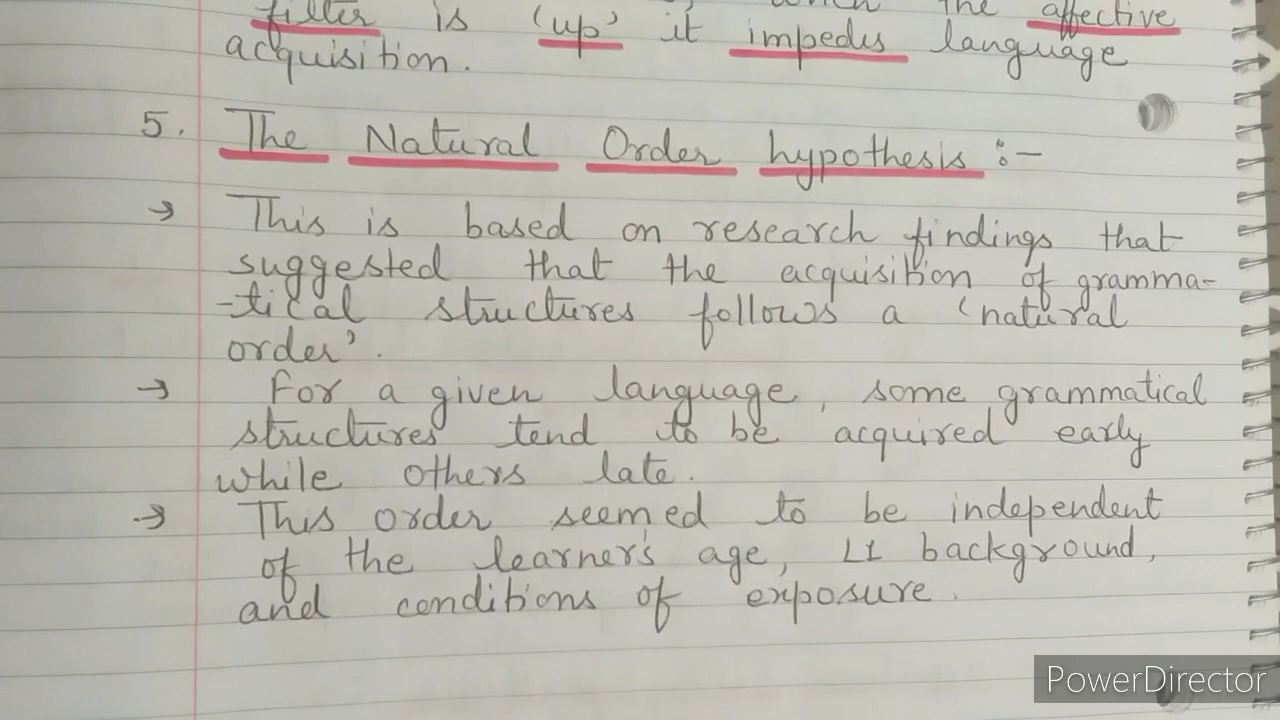 the affective
filter is 'up' it impedes language
acquisition.
5. The Natural Order hypothesis :-
→ This is based on research findings that
suggested that the acquisition of gramma-
-tical structures follows a 'natural
order'.
→ For a given language, some grammatical
structures tend to be acquired early
while others late.
→ This order seemed to be independent
of the learner's age, L1 background,
and conditions of exposure.
PowerDirector